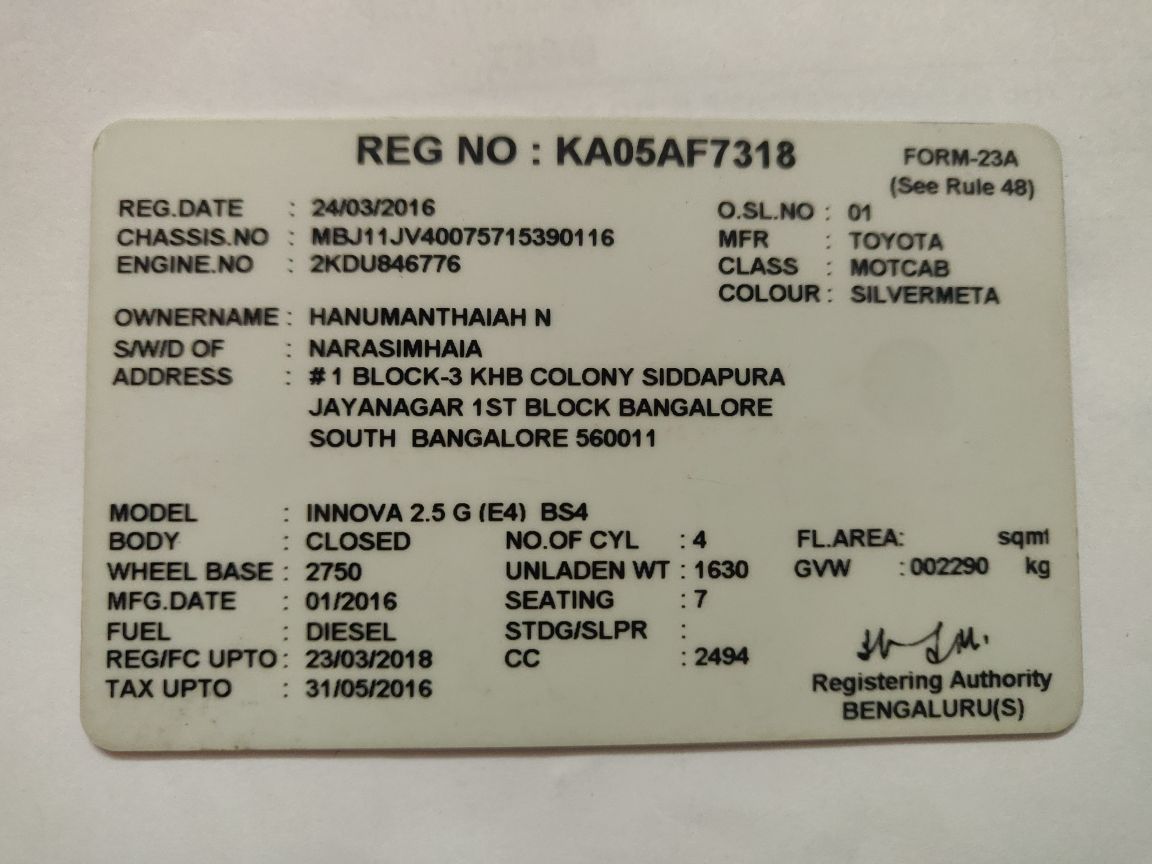 REG NO : KA05AF7318
FORM-23A
(See Rule 48)
REG.DATE : 24/03/2016 O.SL.NO : 01
CHASSIS.NO : MBJ11JV40075715390116 MFR : TOYOTA
ENGINE.NO : 2KDU846776 CLASS : MOTCAB
COLOUR : SILVERMETA
OWNERNAME : HANUMANTHAIAH N
S/W/D OF : NARASIMHAIA
ADDRESS : # 1 BLOCK-3 KHB COLONY SIDDAPURA
JAYANAGAR 1ST BLOCK BANGALORE
SOUTH BANGALORE 560011
MODEL : INNOVA 2.5 G (E4) BS4
BODY : CLOSED NO.OF CYL : 4 FL.AREA: sqmt
WHEEL BASE : 2750 UNLADEN WT : 1630 GVW : 002290 kg
MFG.DATE : 01/2016 SEATING : 7
FUEL : DIESEL STDG/SLPR :
REG/FC UPTO : 23/03/2018 CC : 2494
TAX UPTO : 31/05/2016
Registering Authority
BENGALURU(S)